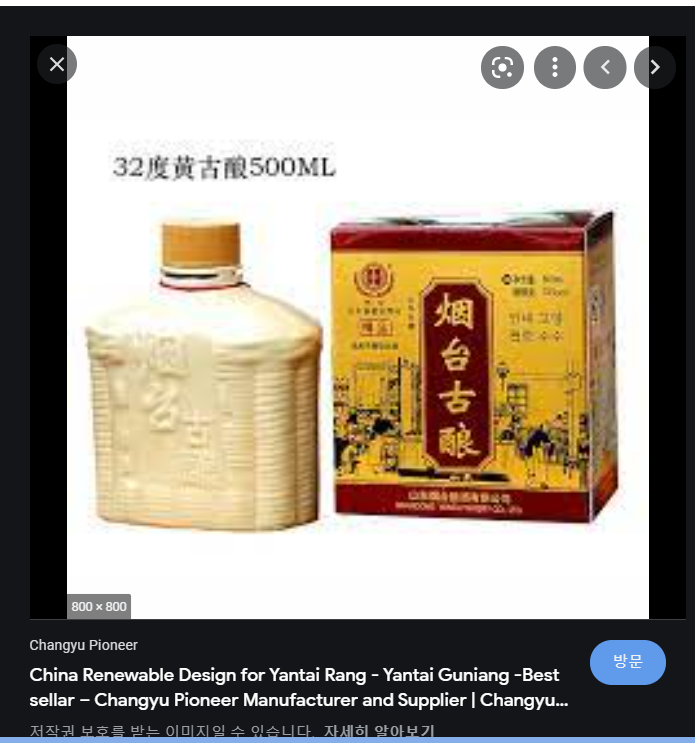 32度黃古酿500ML
烟台古酿
800 × 800
Changyu Pioneer
China Renewable Design for Yantai Rang - Yantai Guniang -Best
sellar – Changyu Pioneer Manufacturer and Supplier | Changyu...
방문
저작권 보호를 받는 이미지일 수 있습니다. 자세히 알아보기